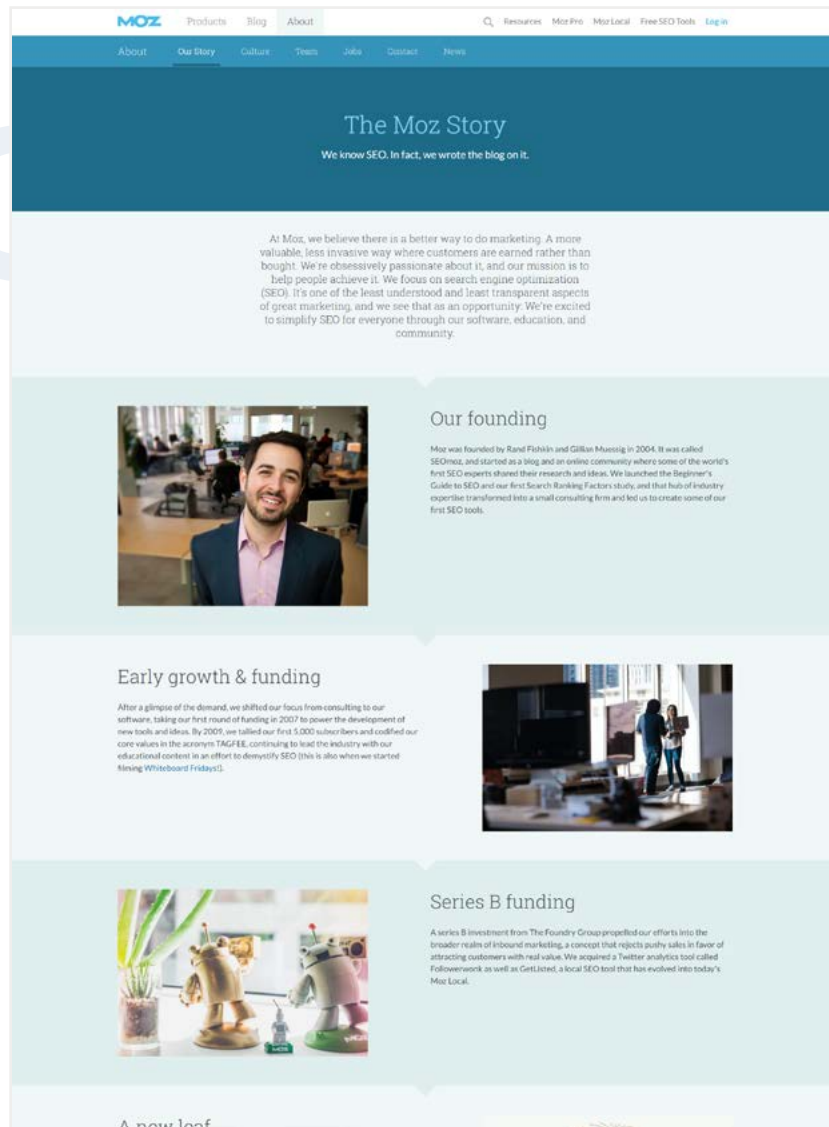 MOZ Products Blog About Resources Moz Pro Moz Local Free SEO Tools Log in
About Our Story Culture Team Jobs Contact News
The Moz Story
We know SEO. In fact, we wrote the blog on it.
At Moz, we believe there is a better way to do marketing. A more
valuable, less invasive way where customers are earned rather than
bought. We're obsessively passionate about it, and our mission is to
help people achieve it. We focus on search engine optimization
(SEO). It's one of the least understood and least transparent aspects
of great marketing, and we see that as an opportunity: We're excited
to simplify SEO for everyone through our software, education, and
community.
Our founding
Moz was founded by Rand Fishkin and Gillian Muessig in 2004. It was called
SEOmoz, and started as a blog and an online community where some of the world's
first SEO experts shared their research and ideas. We launched the Beginner's
Guide to SEO and our first Search Ranking Factors study, and that hub of industry
expertise transformed into a small consulting firm and led us to create some of our
first SEO tools.
Early growth & funding
After a glimpse of the demand, we shifted our focus from consulting to our
software, taking our first round of funding in 2007 to power the development of
new tools and ideas. By 2009, we tallied our first 5,000 subscribers and codified our
core values in the acronym TAGFEE, continuing to lead the industry with our
educational content in an effort to demystify SEO (this is also when we started
filming Whiteboard Fridays!).
Series B funding
A series B investment from The Foundry Group propelled our efforts into the
broader realm of inbound marketing, a concept that rejects pushy sales in favor of
attracting customers with real value. We acquired a Twitter analytics tool called
Followerwonk as well as GetListed, a local SEO tool that has evolved into today's
Moz Local.
MOZ
A new leaf